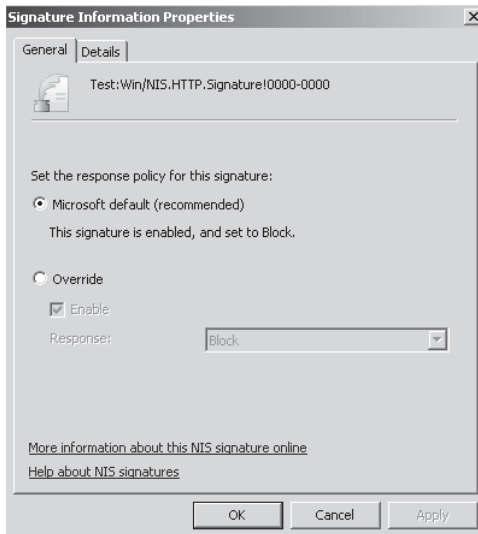 Signature Information Properties
General
Details
Test:Win/NIS.HTTP.Signature!0000-0000
Set the response policy for this signature:
Microsoft default (recommended)
This signature is enabled, and set to Block.
Override
Enable
Response:
Block
More information about this NIS signature online
Help about NIS signatures
OK
Cancel
Apply